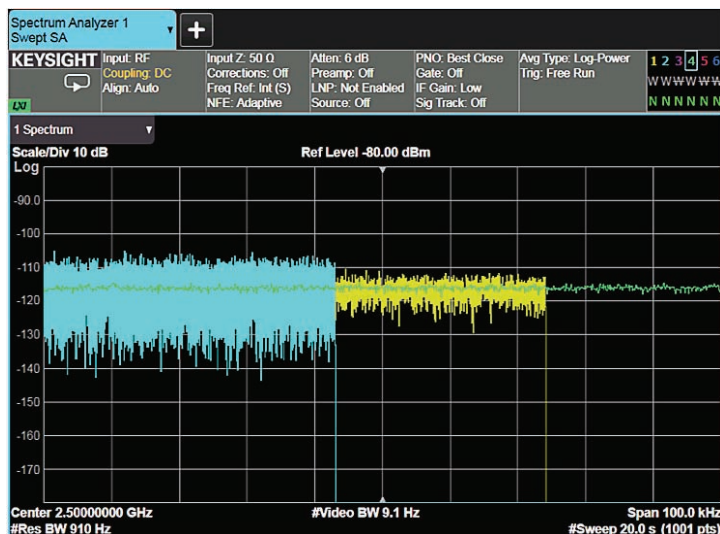 Spectrum Analyzer 1
Swept SA
+
KEYSIGHT
Input: RF
Coupling: DC
Align: Auto
LXI
Input Z: 50 Ω
Corrections: Off
Freq Ref: Int (S)
NFE: Adaptive
Atten: 6 dB
Preamp: Off
LNP: Not Enabled
Source: Off
PNO: Best Close
Gate: Off
IF Gain: Low
Sig Track: Off
Avg Type: Log-Power
Trig: Free Run
1 2 3 4 5 6
W W W W W W
N N N N N N
1 Spectrum
Scale/Div 10 dB
Ref Level -80.00 dBm
Log
-90.0
-100
-110
-120
-130
-140
-150
-160
-170
Center 2.50000000 GHz
#Video BW 9.1 Hz
Span 100.0 kHz
#Res BW 910 Hz
#Sweep 20.0 s (1001 pts)